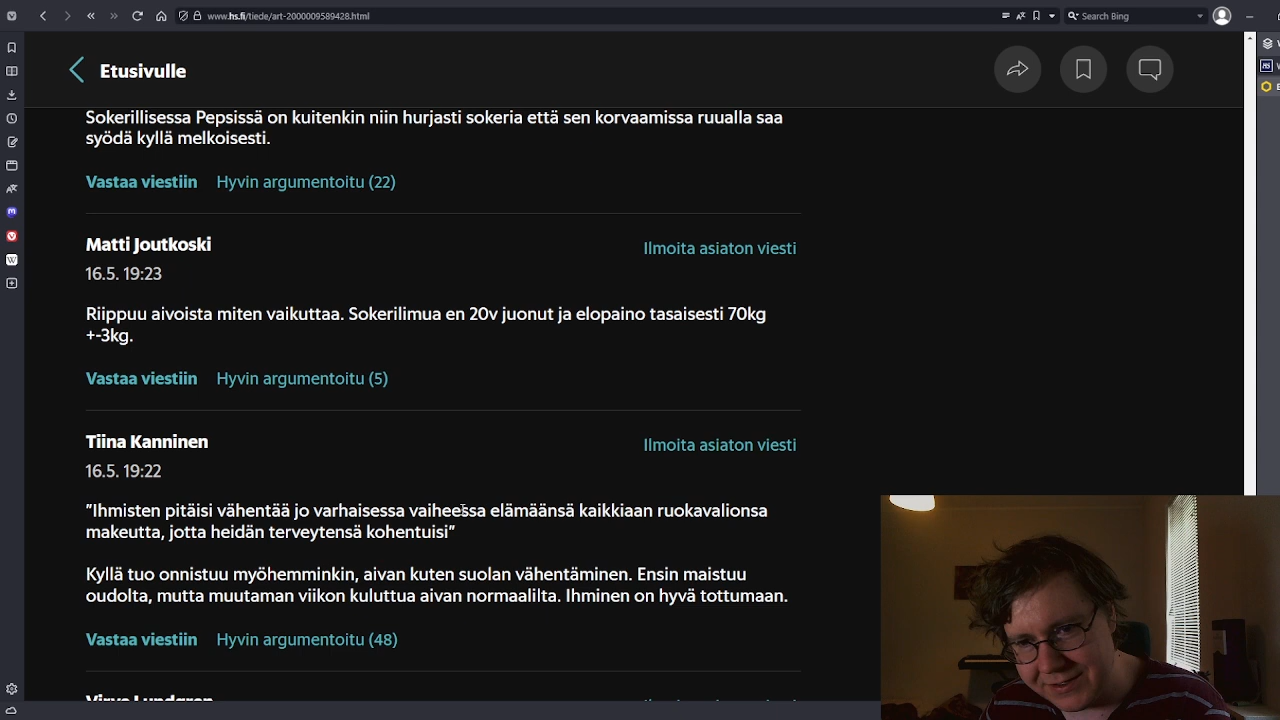 www.hs.fi/tiede/art-2000009589428.html
Search Bing
Etusivulle
Sokerillisessa Pepsissä on kuitenkin niin hurjasti sokeria että sen korvaamissa ruualla saa
syödä kyllä melkoisesti.
Vastaa viestiin Hyvin argumentoitu (22)
Matti Joutkoski
Ilmoita asiaton viesti
16.5. 19:23
Riippuu aivoista miten vaikuttaa. Sokerilimua en 20v juonut ja elopaino tasaisesti 70kg
+-3kg.
Vastaa viestiin Hyvin argumentoitu (5)
Tiina Kanninen
Ilmoita asiaton viesti
16.5. 19:22
"Ihmisten pitäisi vähentää jo varhaisessa vaiheessa elämäänsä kaikkiaan ruokavalionsa
makeutta, jotta heidän terveytensä kohentuisi"
Kyllä tuo onnistuu myöhemminkin, aivan kuten suolan vähentäminen. Ensin maistuu
oudolta, mutta muutaman viikon kuluttua aivan normaalilta. Ihminen on hyvä tottumaan.
Vastaa viestiin Hyvin argumentoitu (48)